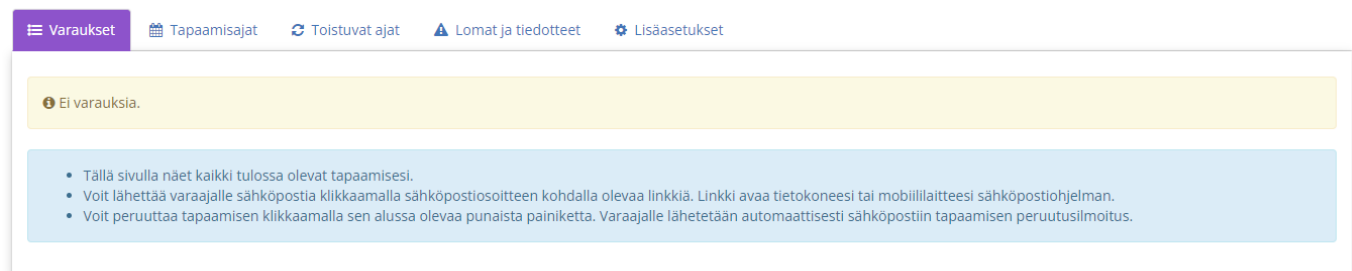 Varaukset Tapaamisajat Toistuvat ajat Lomat ja tiedotteet Lisäasetukset
Ei varauksia.
• Tällä sivulla näet kaikki tulossa olevat tapaamisesi.
• Voit lähettää varaajalle sähköpostia klikkaamalla sähköpostiosoitteen kohdalla olevaa linkkiä. Linkki avaa tietokoneesi tai mobiililaitteesi sähköpostiohjelman.
• Voit peruuttaa tapaamisen klikkaamalla sen alussa olevaa punaista painiketta. Varaajalle lähetetään automaattisesti sähköpostiin tapaamisen peruutusilmoitus.